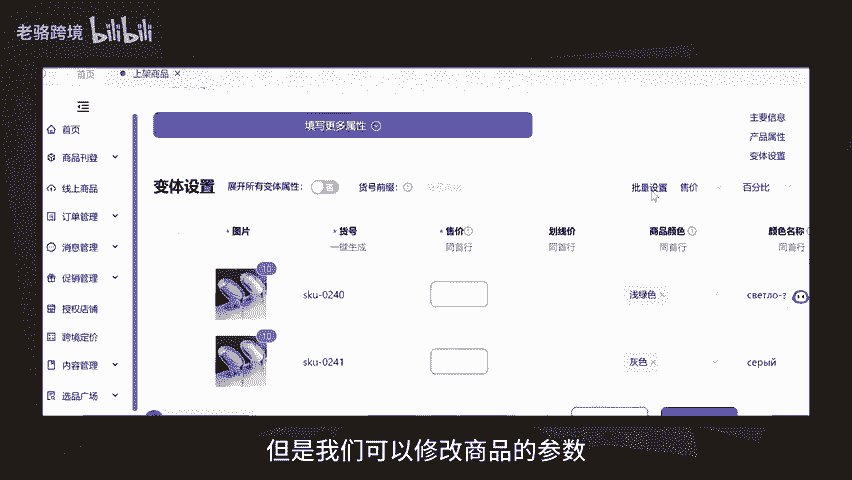 老骆跨境 bilibili
首页 上架商品 ×
首页
商品刊登
线上商品
订单管理
消息管理
促销管理
授权店铺
跨境定价
内容管理
选品广场
填写更多属性
主要信息
产品属性
变体设置
变体设置 展开所有变体属性: 否 货号前缀: 批量设置 售价 百分比
* 图片 * 货号 * 售价 划线价 商品颜色 颜色名称
一键生成 同首行 同首行 同首行 同首行
10
sku-0240 浅绿色 × светло-
10
sku-0241 灰色 × серый
但是我们可以修改商品的参数